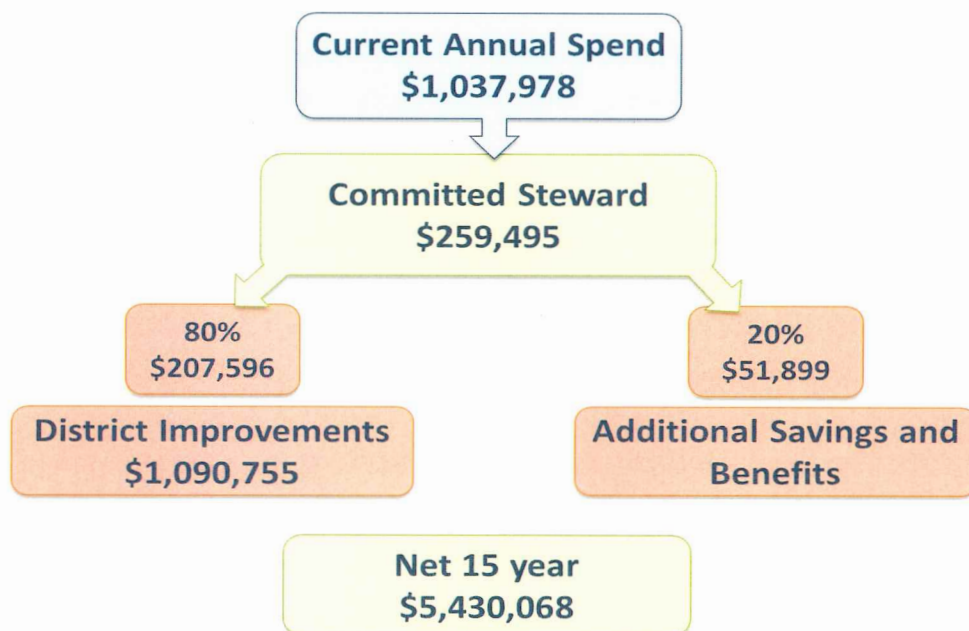 Current Annual Spend
$1,037,978
Committed Steward
$259,495
80%
$207,596
20%
$51,899
District Improvements
$1,090,755
Additional Savings and
Benefits
Net 15 year
$5,430,068